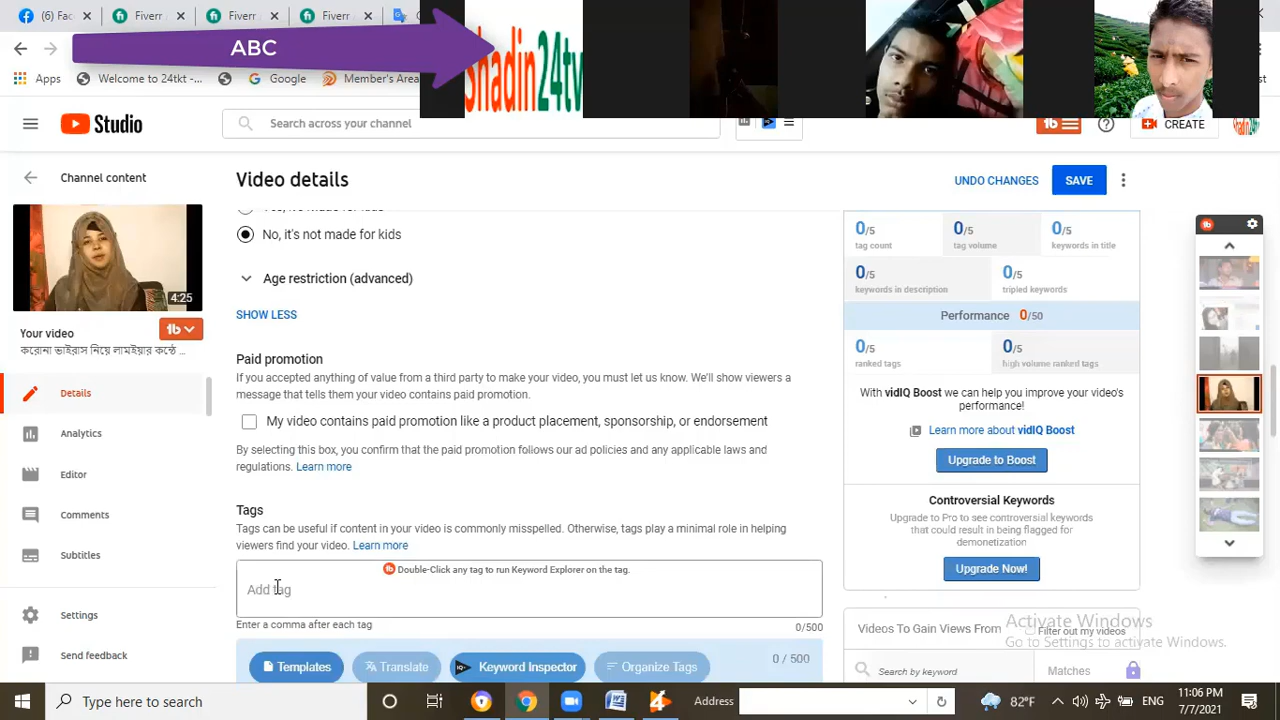 Fac
Fiverr
Fiverr
Fiverr
ABC
Shadin24tv
Apps
Welcome to 24tkt
Google
Member's Area
Studio
Search across your channel
CREATE
Channel content
Video details
UNDO CHANGES
SAVE
4:25
Your video
করোনা ভাইরাস নিয়ে লামইয়ার কন্ঠে ...
Details
Analytics
Editor
Comments
Subtitles
Settings
Send feedback
No, it's not made for kids
Age restriction (advanced)
SHOW LESS
Paid promotion
If you accepted anything of value from a third party to make your video, you must let us know. We'll show viewers a
message that tells them your video contains paid promotion.
My video contains paid promotion like a product placement, sponsorship, or endorsement
By selecting this box, you confirm that the paid promotion follows our ad policies and any applicable laws and
regulations. Learn more
Tags
Tags can be useful if content in your video is commonly misspelled. Otherwise, tags play a minimal role in helping
viewers find your video. Learn more
Double-Click any tag to run Keyword Explorer on the tag.
Add tag
Enter a comma after each tag
0/500
Templates
Translate
Keyword Inspector
Organize Tags
0 / 500
0/5 0/5 0/5
tag count tag volume keywords in title
0/5 0/5
keywords in description tripled keywords
Performance 0/50
0/5 0/5
ranked tags high volume ranked tags
With vidIQ Boost we can help you improve your video's
performance!
Learn more about vidIQ Boost
Upgrade to Boost
Controversial Keywords
Upgrade to Pro to see controversial keywords
that could result in being flagged for
demonetization
Upgrade Now!
Videos To Gain Views From
Filter out my videos
Search by keyword
Matches
Activate Windows
Go to Settings to activate Windows.
Type here to search
Address
82°F
ENG
11:06 PM
7/7/2021